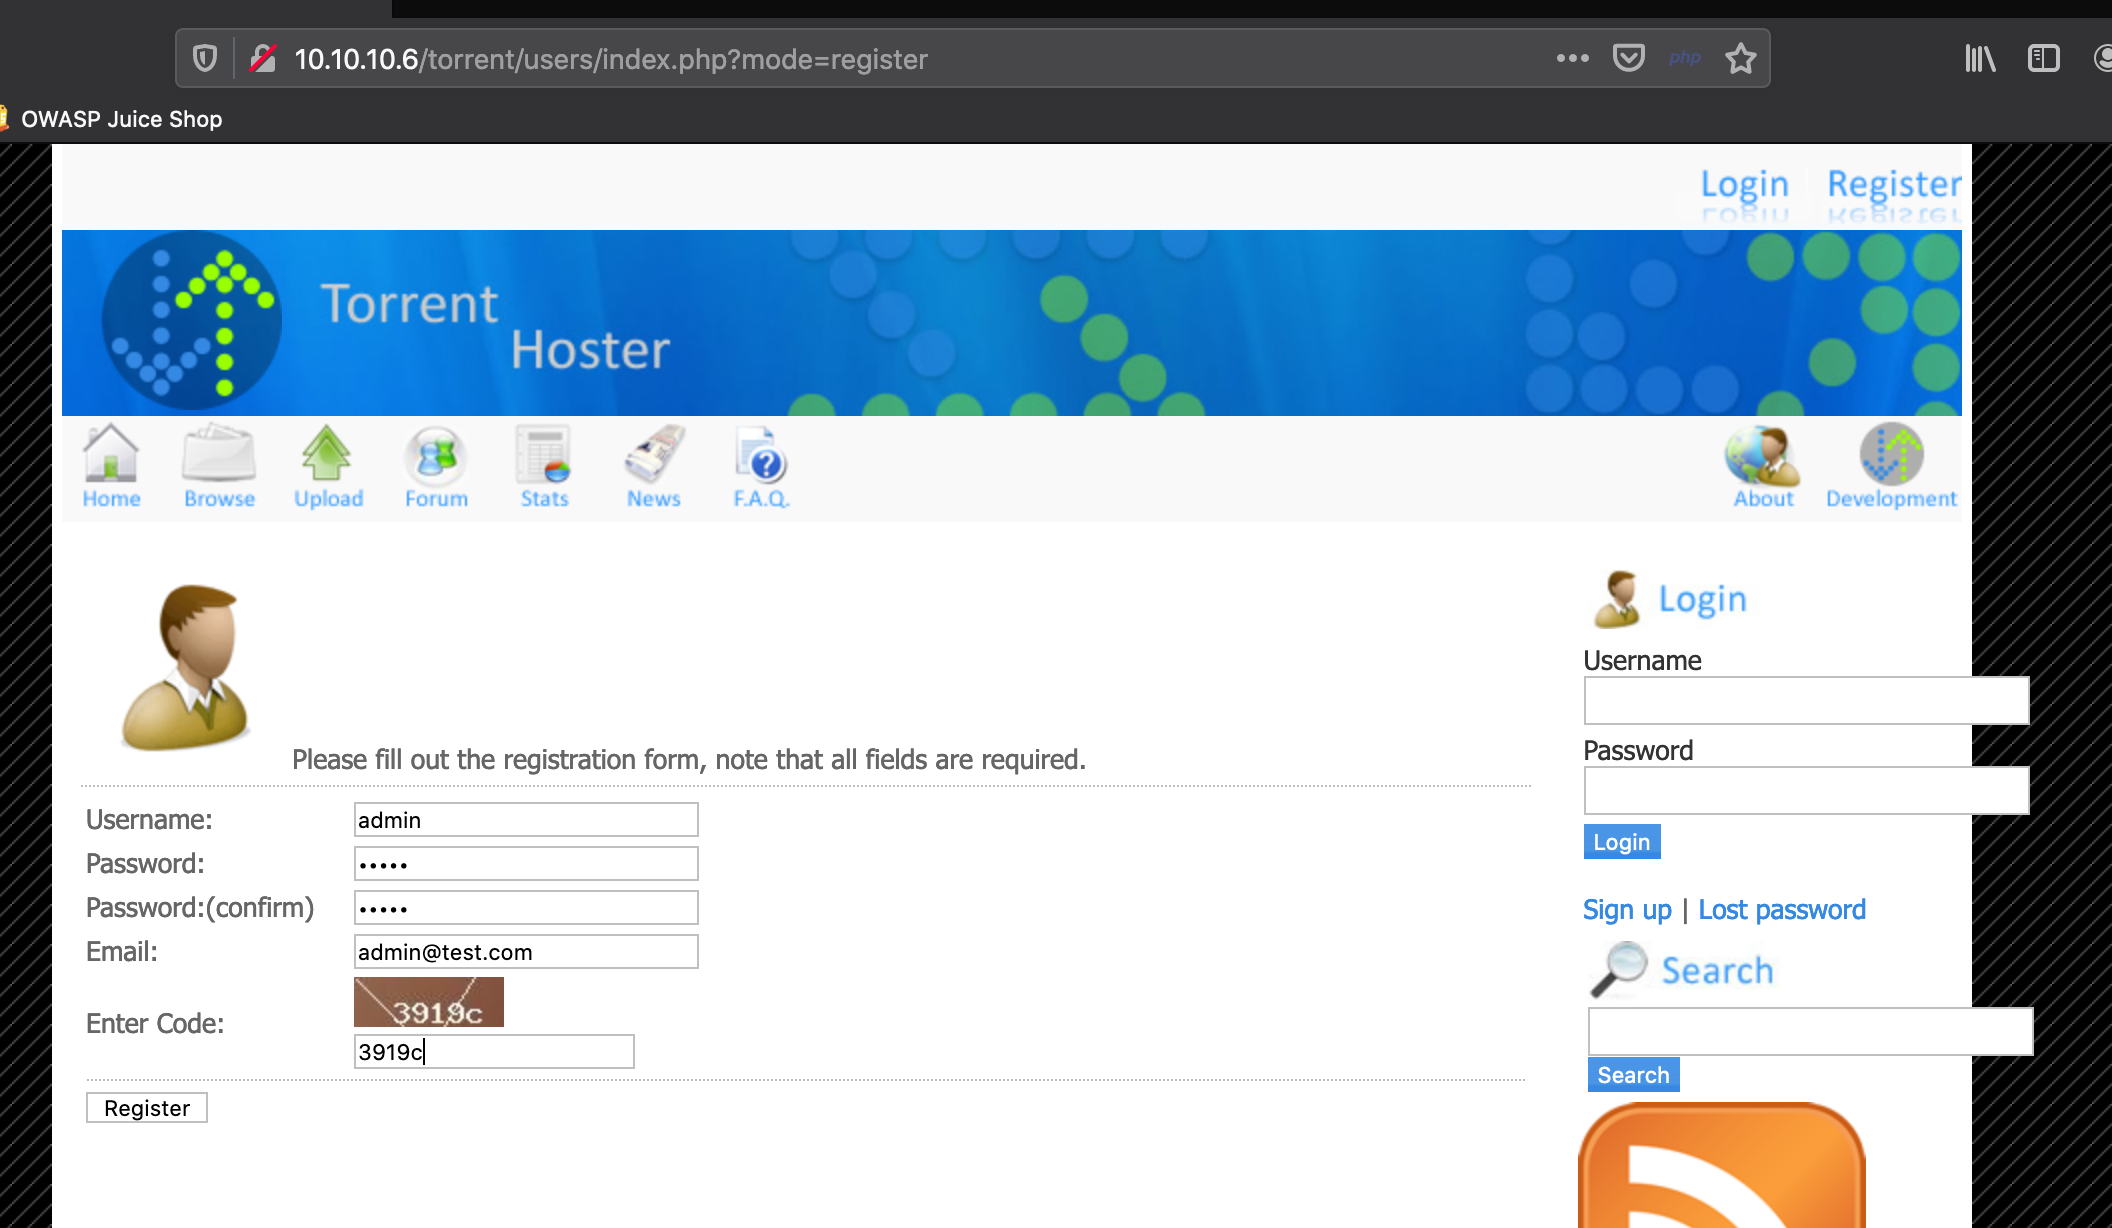 10.10.10.6/torrent/users/index.php?mode=register
php
OWASP Juice Shop
Login Register
Torrent
Hoster
Home Browse Upload Forum Stats News F.A.Q. About Development
Login
Username
Password
Login
Sign up | Lost password
Search
Search
Please fill out the registration form, note that all fields are required.
Username: admin
Password: •••••
Password:(confirm) •••••
Email: admin@test.com
3919c
Enter Code:
3919c
Register